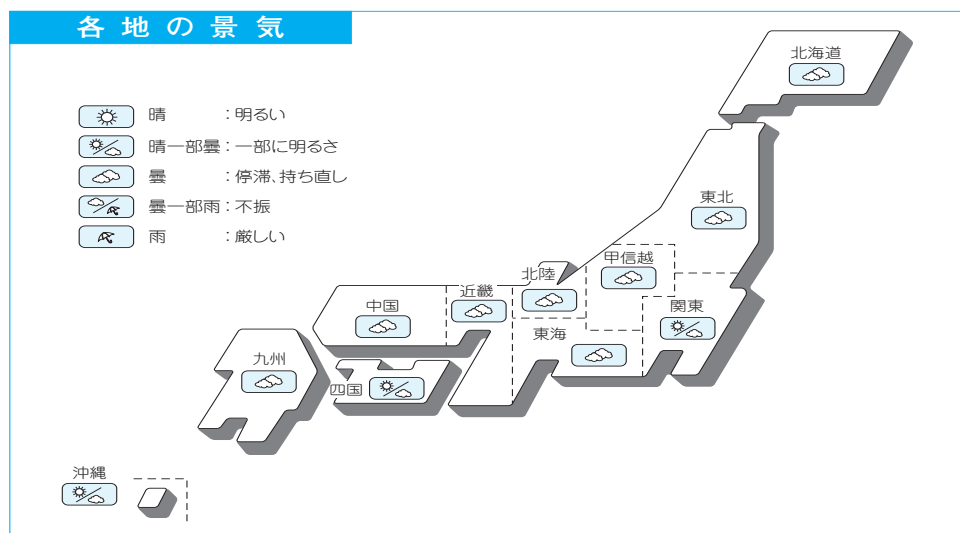 各地の景気
北海道
晴 ：明るい
晴一部曇：一部に明るさ
曇 ：停滞、持ち直し
曇一部雨：不振
雨 ：厳しい
東北
甲信越
北陸
近畿
中国
関東
東海
九州
四国
沖縄